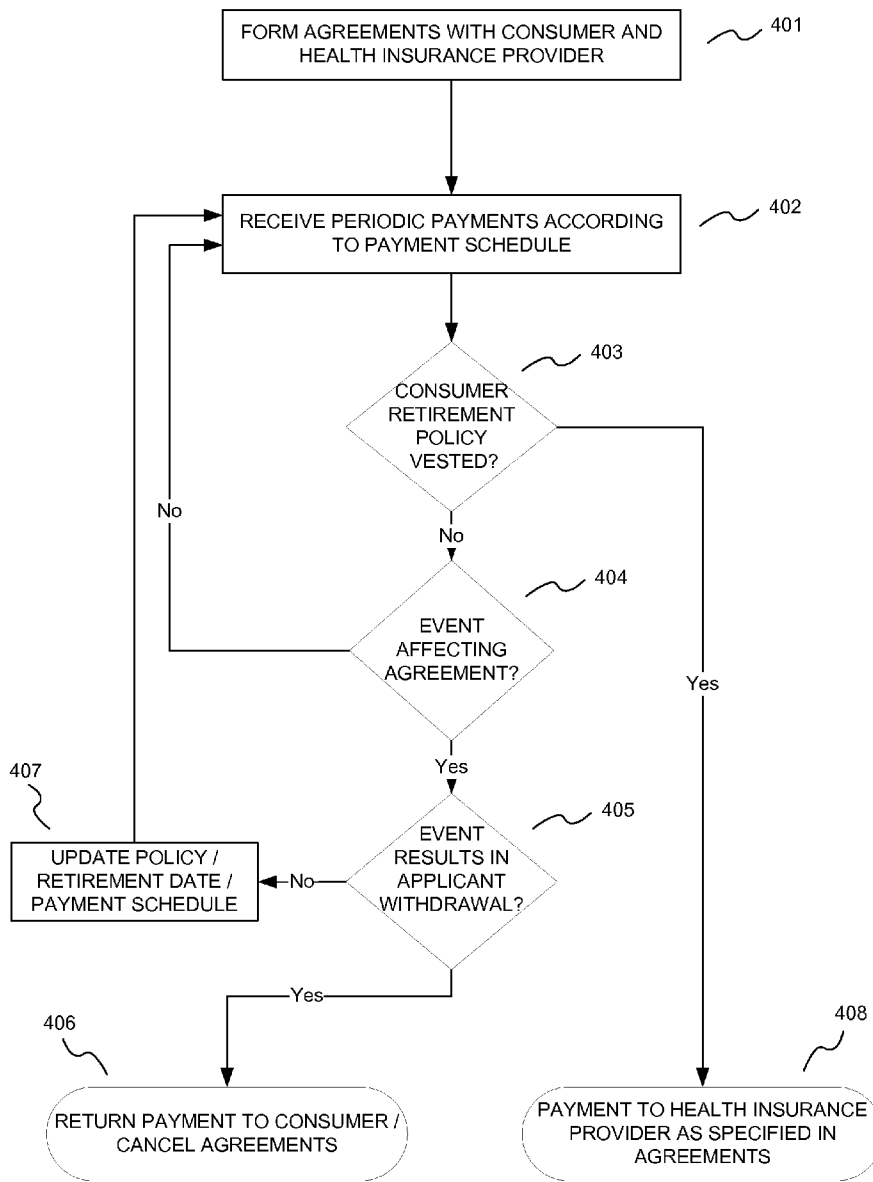 FORM AGREEMENTS WITH CONSUMER AND
HEALTH INSURANCE PROVIDER
401
RECEIVE PERIODIC PAYMENTS ACCORDING
TO PAYMENT SCHEDULE
402
403
CONSUMER
RETIREMENT
POLICY
VESTED?
No
No
404
EVENT
AFFECTING
AGREEMENT?
Yes
Yes
407
405
UPDATE POLICY /
RETIREMENT DATE /
PAYMENT SCHEDULE
No
EVENT
RESULTS IN
APPLICANT
WITHDRAWAL?
Yes
406
408
RETURN PAYMENT TO CONSUMER /
CANCEL AGREEMENTS
PAYMENT TO HEALTH INSURANCE
PROVIDER AS SPECIFIED IN
AGREEMENTS